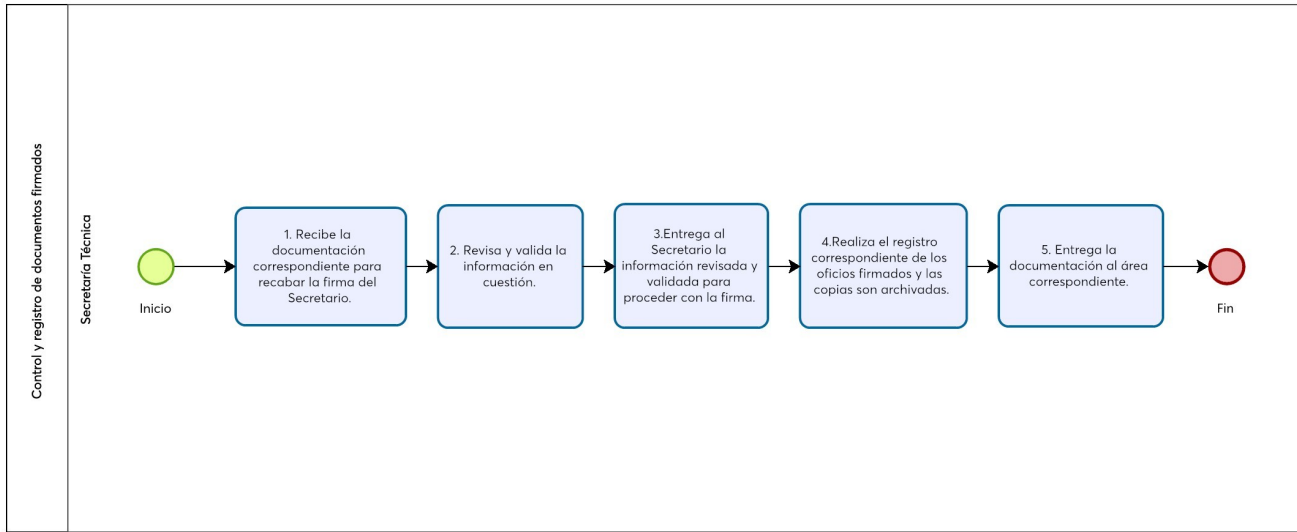 Control y registro de documentos firmados
Secretaría Técnica
Inicio
1. Recibe la
documentación
correspondiente para
recabar la firma del
Secretario.
2. Revisa y valida la
información en
cuestión.
3.Entrega al
Secretario la
información revisada y
validada para
proceder con la firma.
4.Realiza el registro
correspondiente de los
oficios firmados y las
copias son archivadas.
5. Entrega la
documentación al área
correspondiente.
Fin